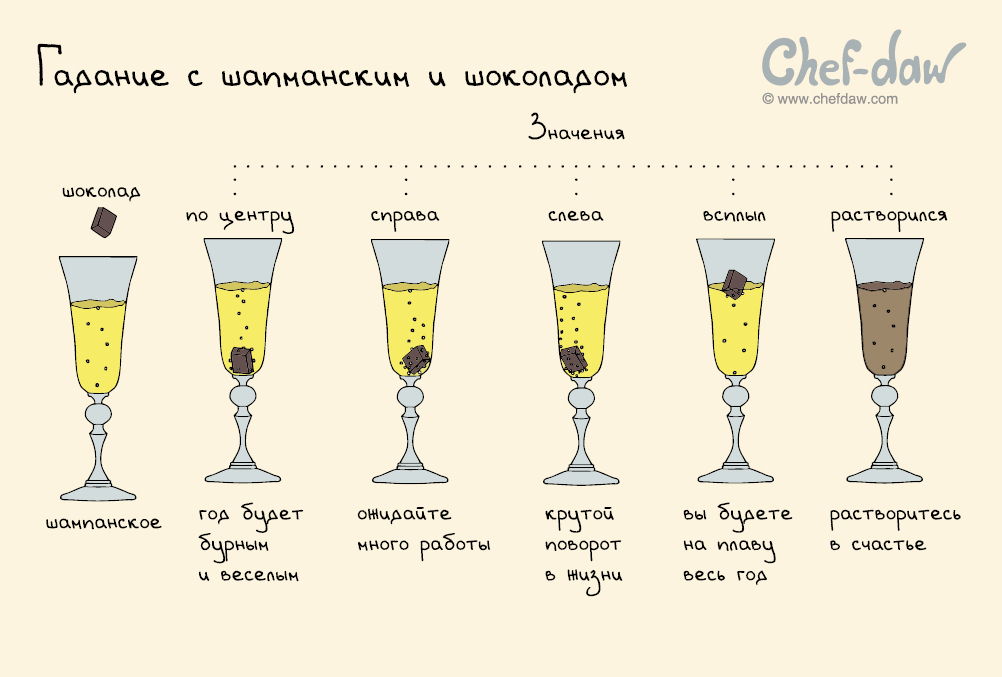 Гадание с шапманским и шоколадом
Chef-daw
© www.chefdaw.com
Значения
шоколад
шампанское
по центру
год будет
бурным
и веселым
справа
ожидайте
много работы
слева
крутой
поворот
в жизни
всплыл
вы будете
на плаву
весь год
растворился
растворитесь
в счастье